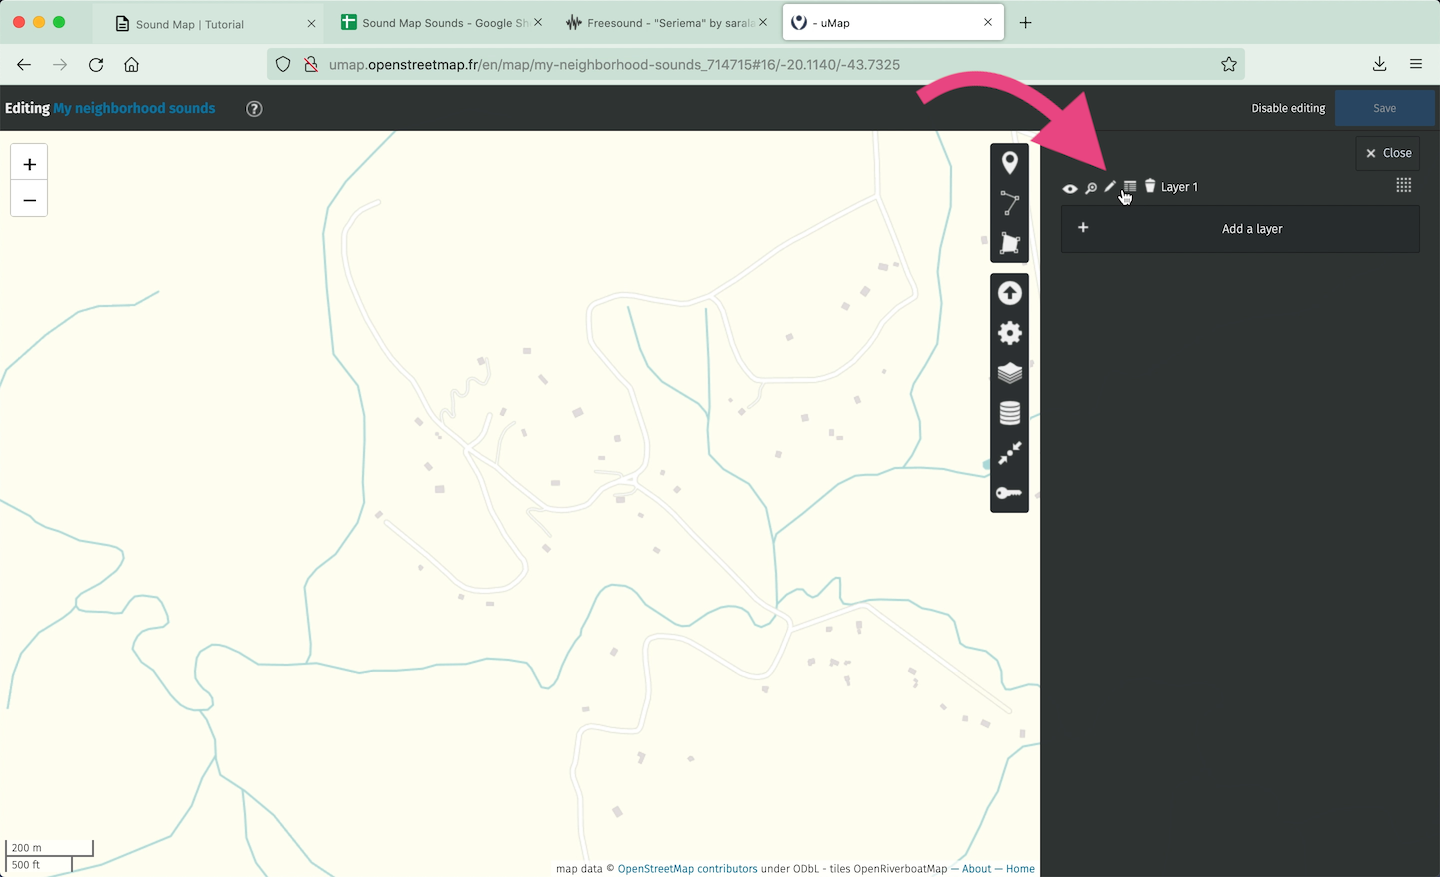 Sound Map | Tutorial
Sound Map Sounds - Google Sh
Freesound - "Seriema" by sarala
- uMap
umap.openstreetmap.fr/en/map/my-neighborhood-sounds_714715#16/-20.1140/-43.7325
Editing My neighborhood sounds
?
Disable editing
Save
+
−
Close
Layer 1
+ Add a layer
200 m
500 ft
map data © OpenStreetMap contributors under ODbL - tiles OpenRiverboatMap — About — Home